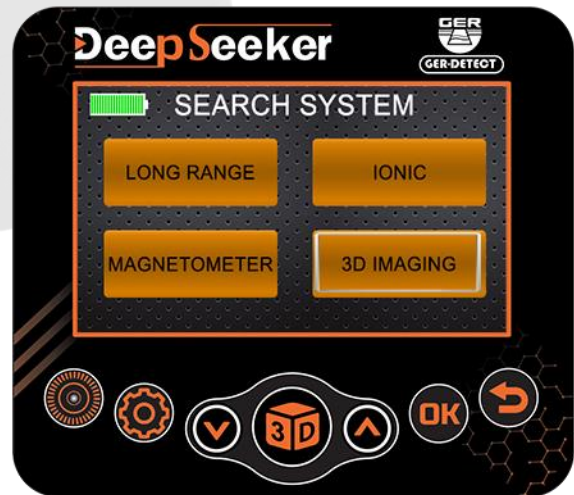 DeepSeeker
GER
GER-DETECT
SEARCH SYSTEM
LONG RANGE
IONIC
MAGNETOMETER
3D IMAGING
3D
OK